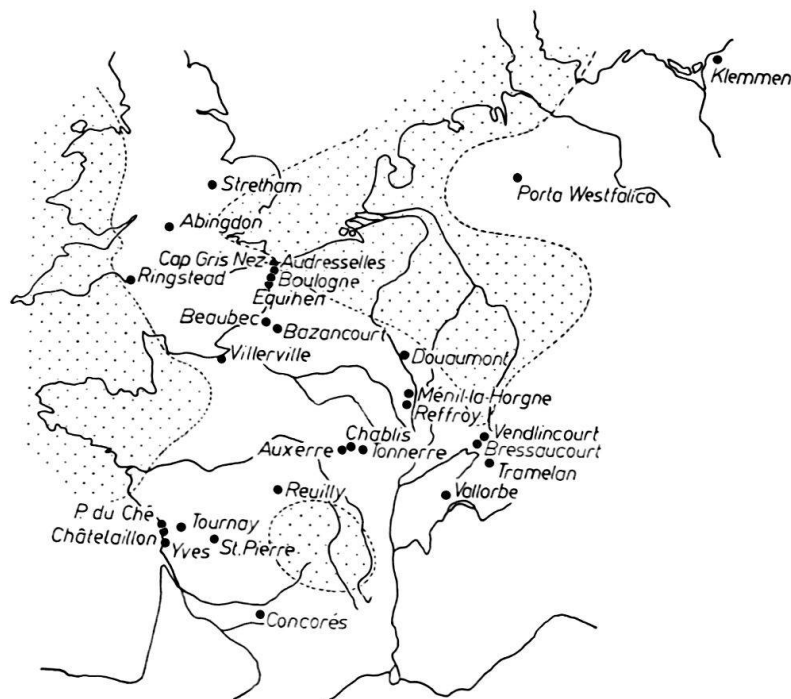 Klemmen
Stretham
Porta Westfalica
Abingdon
Cap Gris Nez
Audresselles
Ringstead
Boulogne
Equihen
Beaubec
Bazancourt
Villerville
Douaumont
Ménil-la-Horgne
Reffroy
Vendlincourt
Chablis
Auxerre
Tonnerre
Bressaucourt
Tramelan
Reuilly
Vallorbe
P. du Ché
Tournay
Châtelaillon
Yves
St.Pierre
Concorés